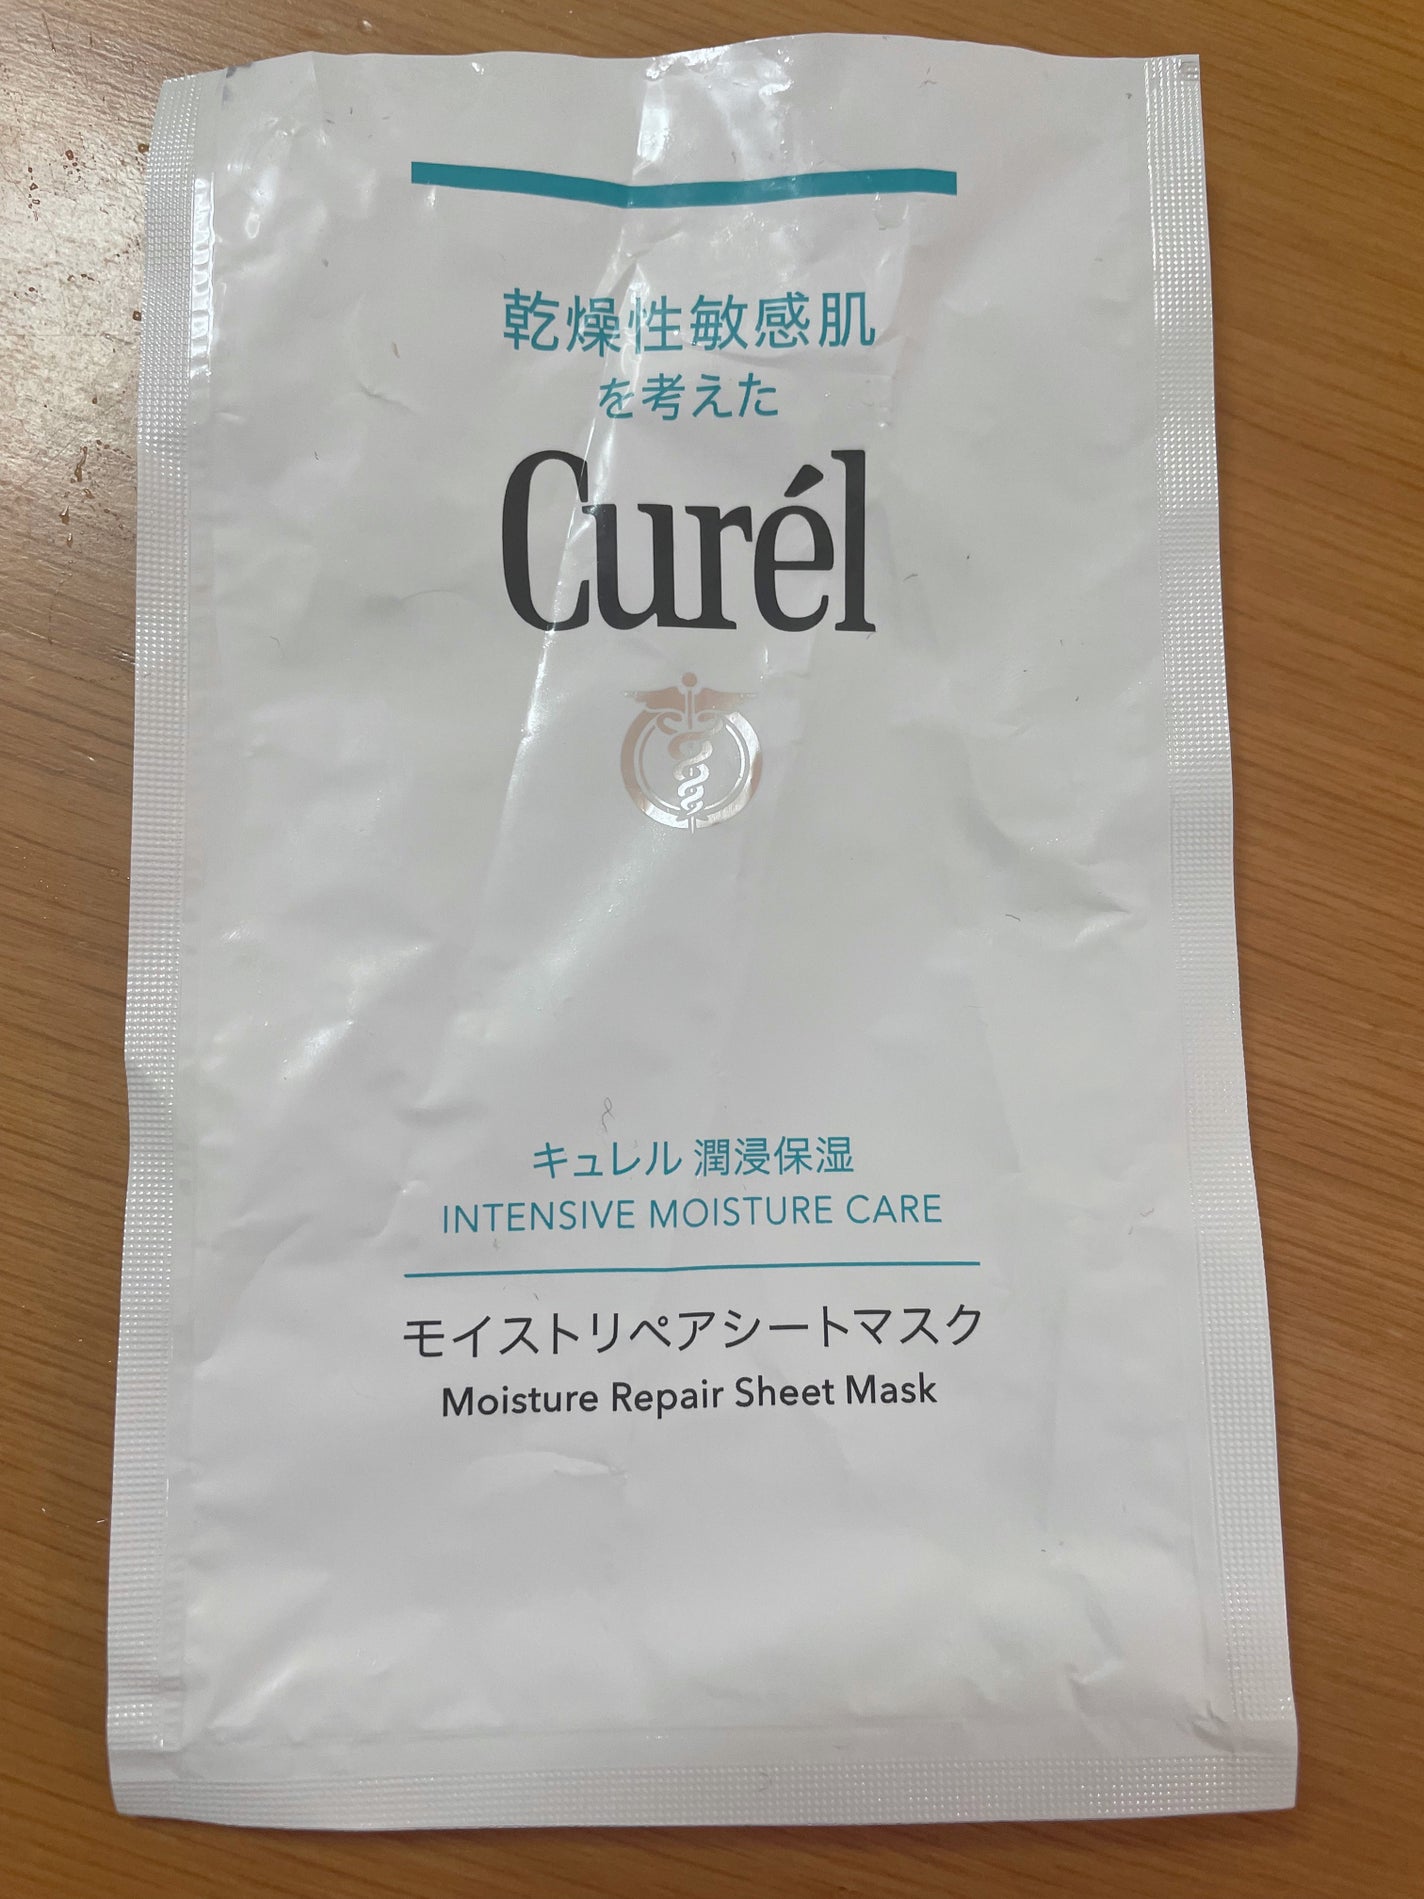 乾燥性敏感肌
を考えた
Curél
キュレル 潤浸保湿
INTENSIVE MOISTURE CARE
モイストリペアシートマスク
Moisture Repair Sheet Mask